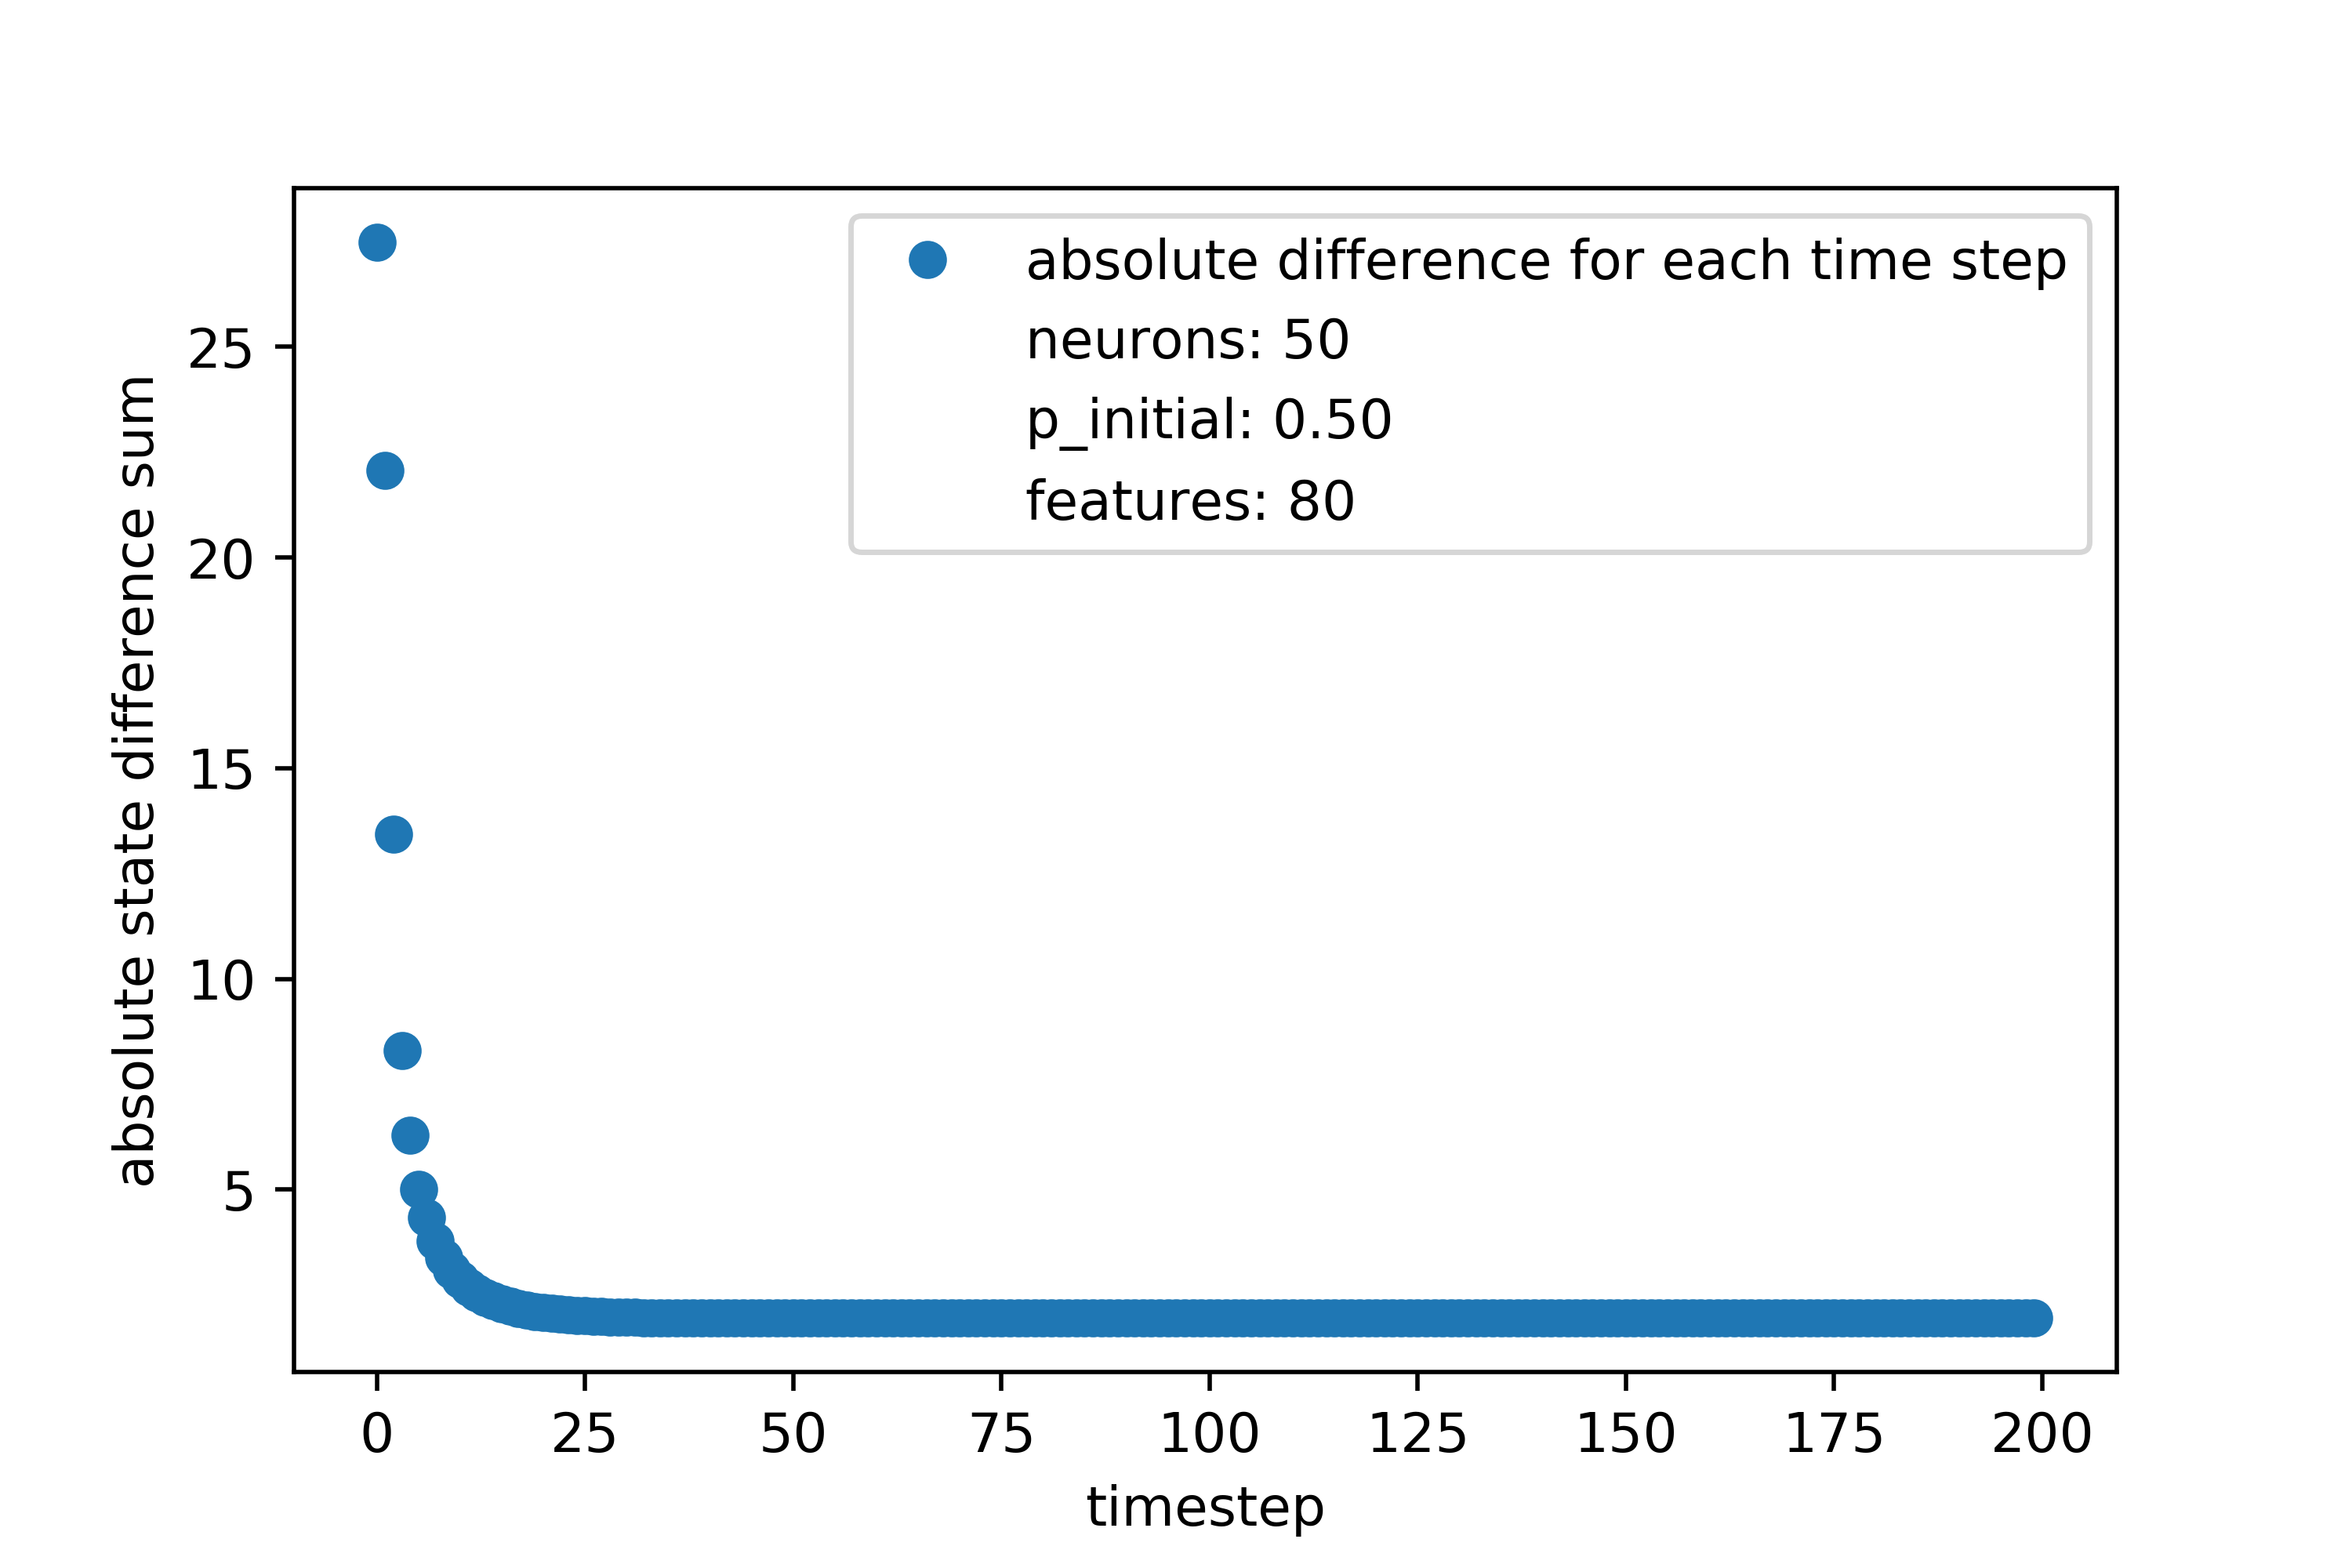 absolute difference for each time step
neurons: 50
p_initial: 0.50
features: 80
absolute state difference sum
25
20
15
10
5
0 25 50 75 100 125 150 175 200
timestep